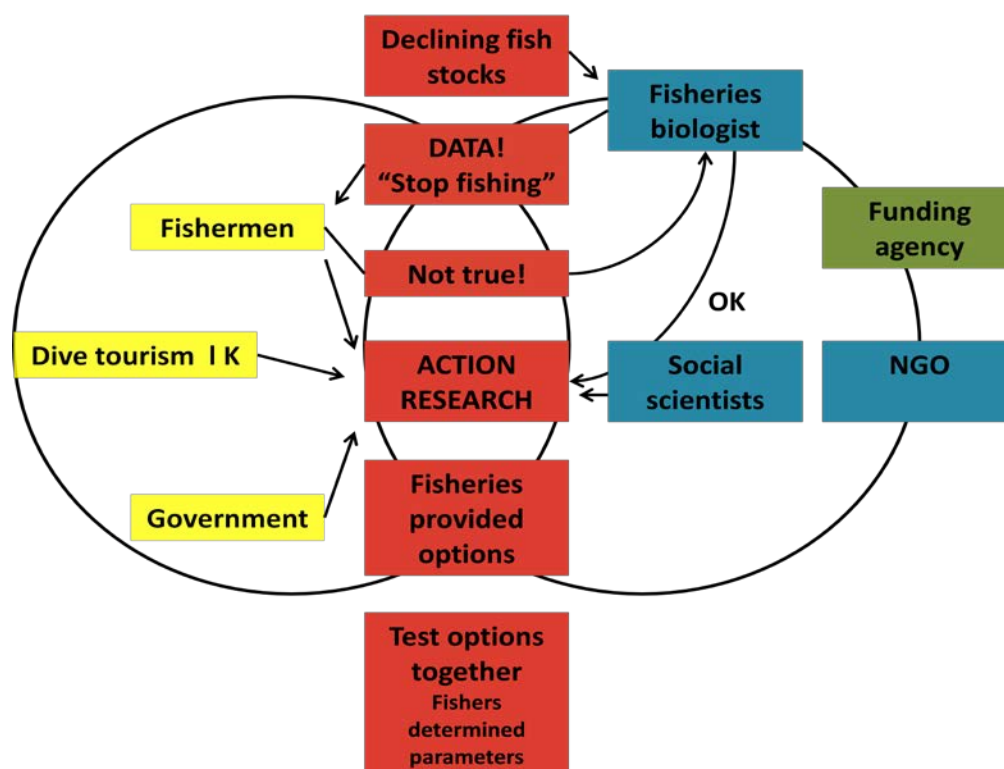 Declining fish
stocks
Fisheries
biologist
DATA!
“Stop fishing”
Fishermen
Funding
agency
Not true!
OK
Dive tourism l K
ACTION
RESEARCH
Social
scientists
NGO
Government
Fisheries
provided
options
Test options
together
Fishers
determined
parameters